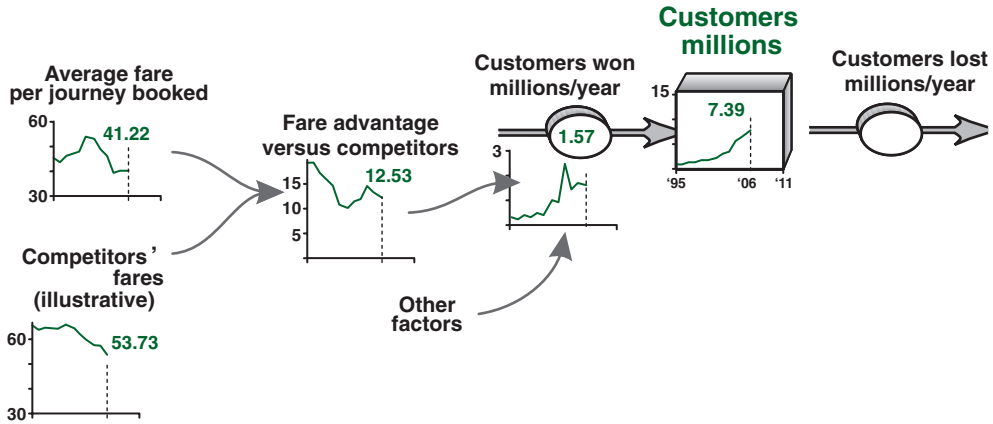 Customers
millions
Customers won
millions/year
Customers lost
millions/year
Average fare
per journey booked
60
41.22
30
Fare advantage
versus competitors
15
12.53
10
5
3
1.57
15
7.39
'95
'06
'11
Competitors'
fares
(illustrative)
60
53.73
30
Other
factors